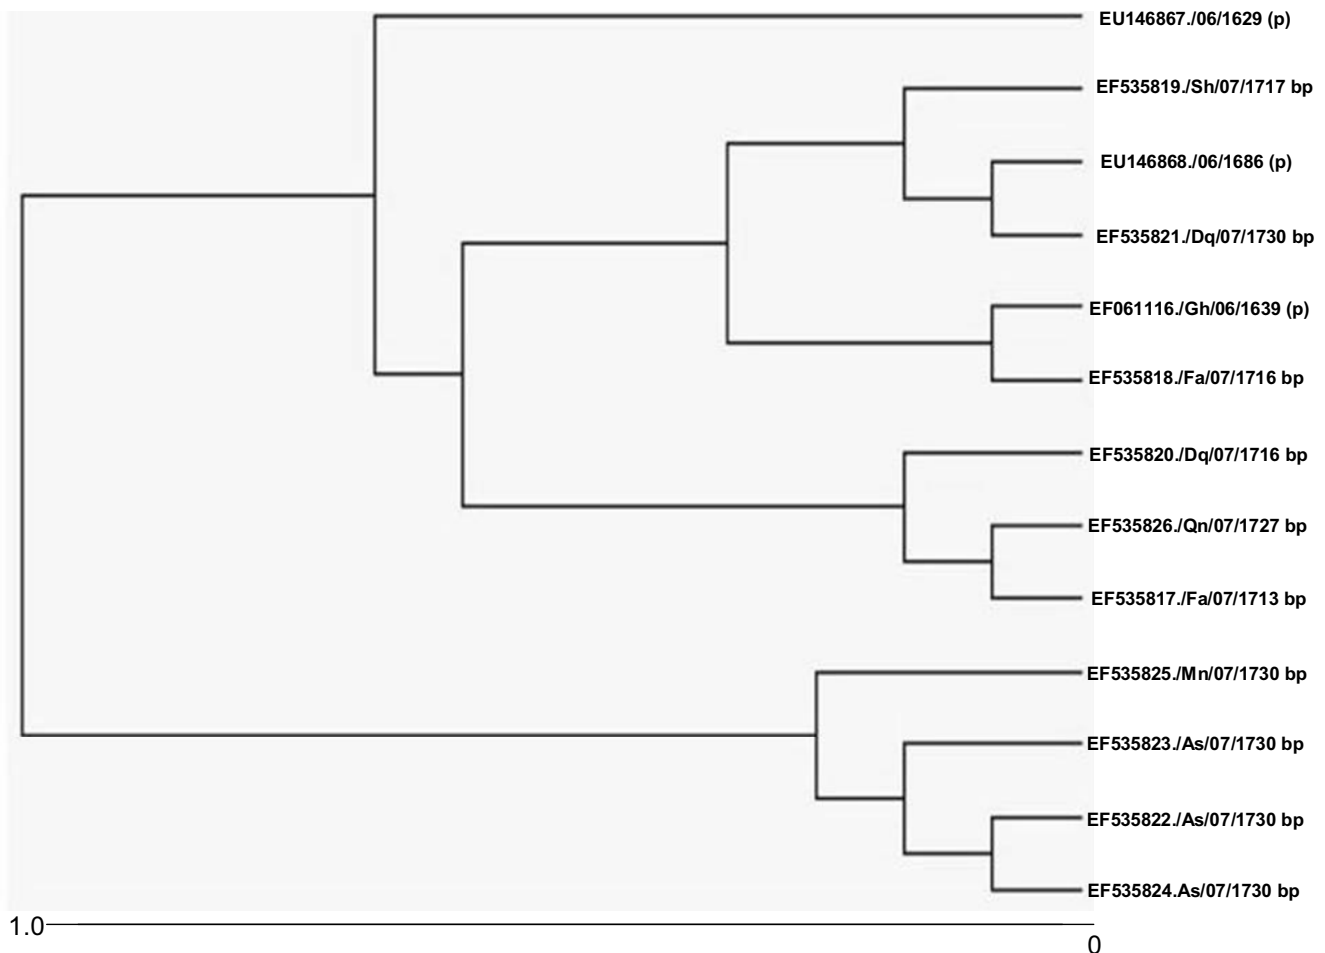 EU146867./06/1629 (p)
EF535819./Sh/07/1717 bp
EU146868./06/1686 (p)
EF535821./Dq/07/1730 bp
EF061116./Gh/06/1639 (p)
EF535818./Fa/07/1716 bp
EF535820./Dq/07/1716 bp
EF535826./Qn/07/1727 bp
EF535817./Fa/07/1713 bp
EF535825./Mn/07/1730 bp
EF535823./As/07/1730 bp
EF535822./As/07/1730 bp
EF535824.As/07/1730 bp
1.0
0